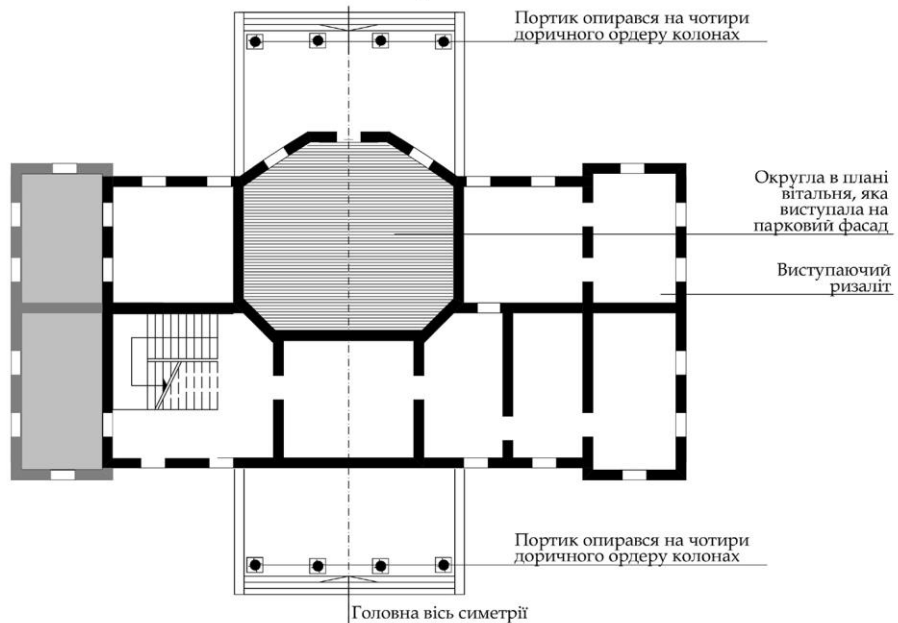 Портик опирався на чотири
доричного ордеру колонах
Округла в плані
вітальня, яка
виступала на
парковий фасад
Виступаючий
ризаліт
Портик опирався на чотири
доричного ордеру колонах
Головна вісь симетрії